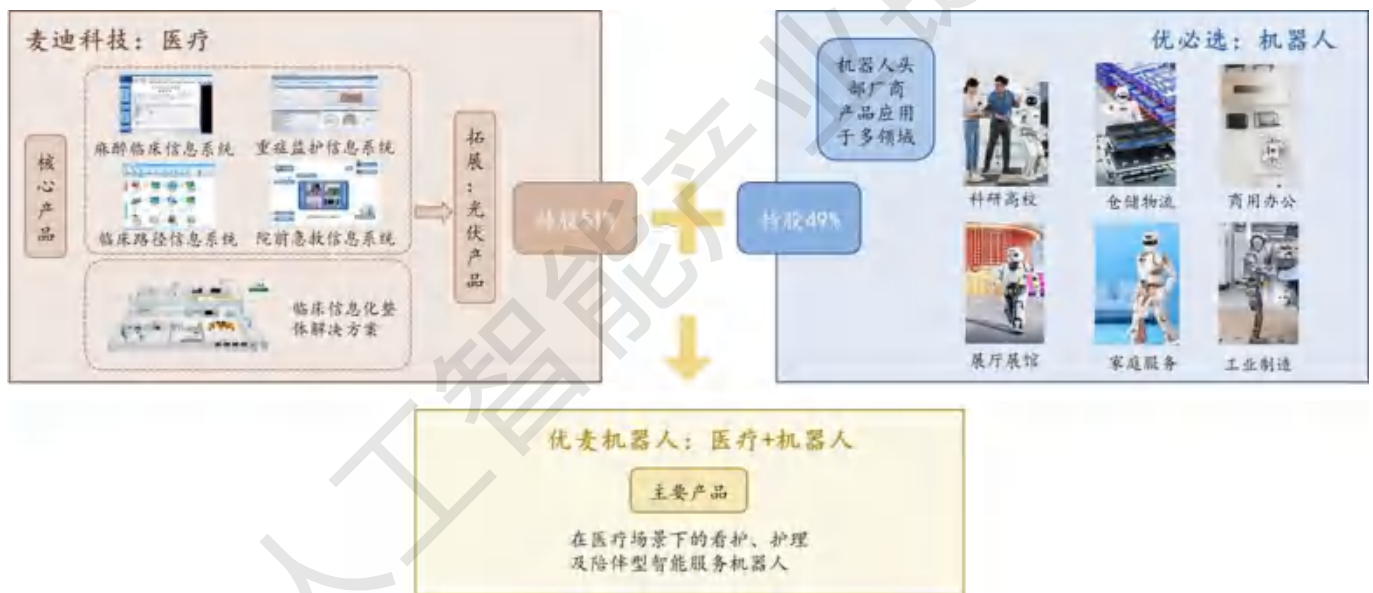 麦迪科技：医疗
核心产品
麻醉临床信息系统
重症监护信息系统
临床路径信息系统
院前急救信息系统
临床信息化整
体解决方案
拓展：光伏产品
持股51%
持股49%
优必选：机器人
机器人头
部厂商
产品应用
于多领域
科研高校
仓储物流
商用办公
展厅展馆
家庭服务
工业制造
优麦机器人：医疗+机器人
主要产品
在医疗场景下的看护、护理
及陪伴型智能服务机器人
人工智能产业